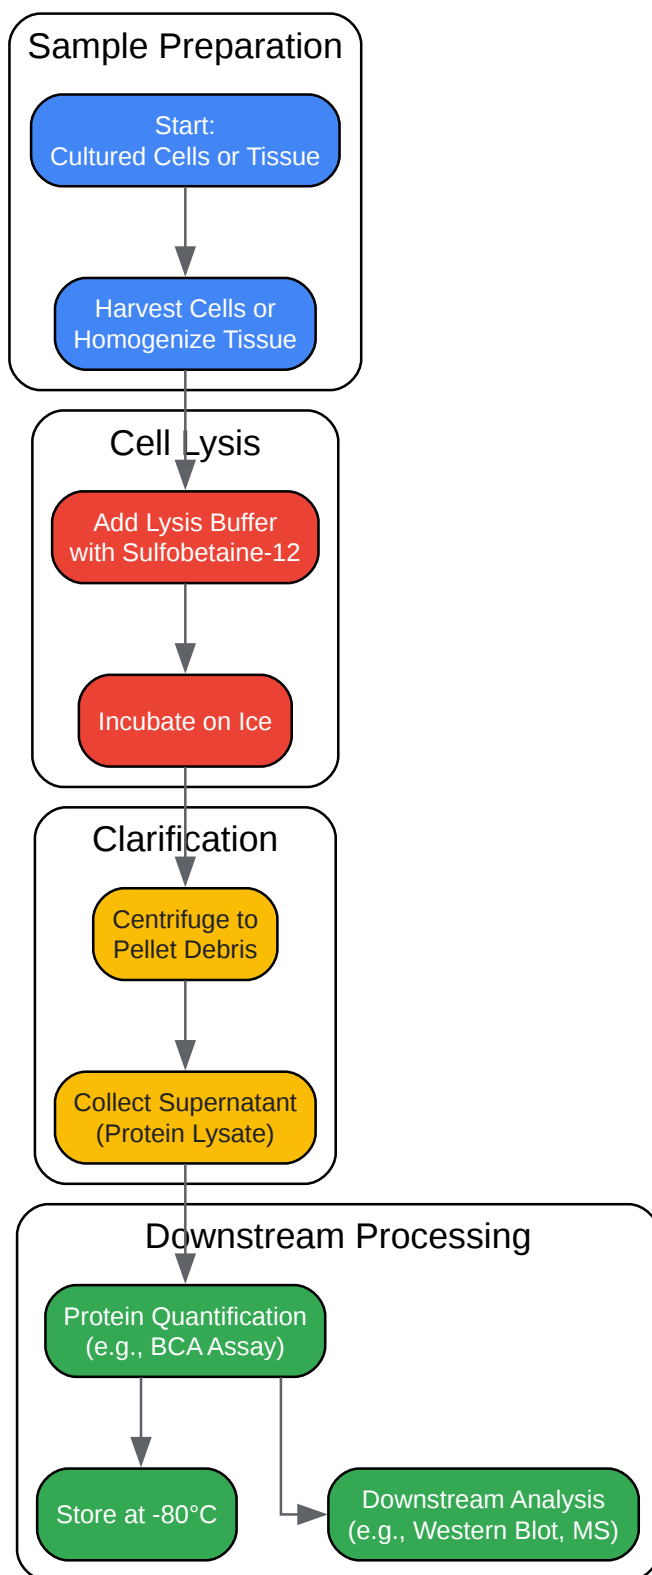 Sample Preparation
Start:
Cultured Cells or Tissue
Harvest Cells or
Homogenize Tissue
Cell Lysis
Add Lysis Buffer
with Sulfobetaine-12
Incubate on Ice
Clarification
Centrifuge to
Pellet Debris
Collect Supernatant
(Protein Lysate)
Downstream Processing
Protein Quantification
(e.g., BCA Assay)
Store at -80°C
Downstream Analysis
(e.g., Western Blot, MS)